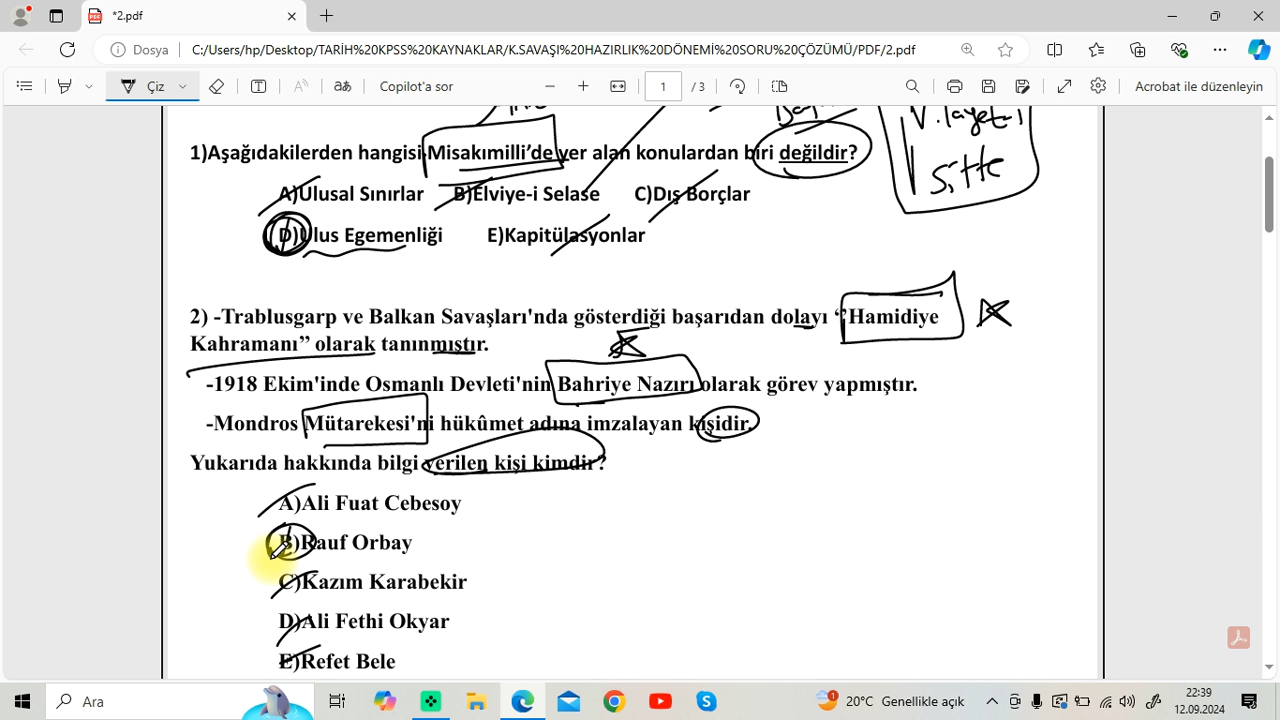 *2.pdf
Dosya C:/Users/hp/Desktop/TARİH%20KPSS%20KAYNAKLAR/K.SAVAŞI%20HAZIRLIK%20DÖNEMİ%20SORU%20ÇÖZÜMÜ/PDF/2.pdf
Çiz Copilot'a sor 1 / 3 Acrobat ile düzenleyin
1)Aşağıdakilerden hangisi Misakımilli’de yer alan konulardan biri değildir?
sitte
A)Ulusal Sınırlar B)Elviye-i Selase C)Dış Borçlar
D)Ulus Egemenliği E)Kapitülasyonlar
2) -Trablusgarp ve Balkan Savaşları'nda gösterdiği başarıdan dolayı ‘’Hamidiye
Kahramanı’’ olarak tanınmıştır.
-1918 Ekim'inde Osmanlı Devleti'nin Bahriye Nazırı olarak görev yapmıştır.
-Mondros Mütarekesi'ni hükûmet adına imzalayan kişidir.
Yukarıda hakkında bilgi verilen kişi kimdir?
A)Ali Fuat Cebesoy
B)Rauf Orbay
C)Kazım Karabekir
D)Ali Fethi Okyar
E)Refet Bele
Ara 20°C Genellikle açık 22:39
12.09.2024